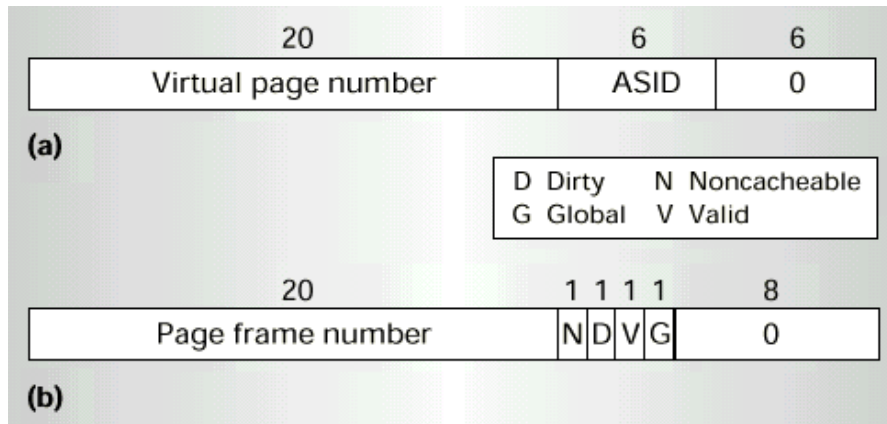 20 6 6
Virtual page number ASID 0
(a)
D Dirty N Noncacheable
G Global V Valid
20 1 1 1 1 8
Page frame number N D V G 0
(b)